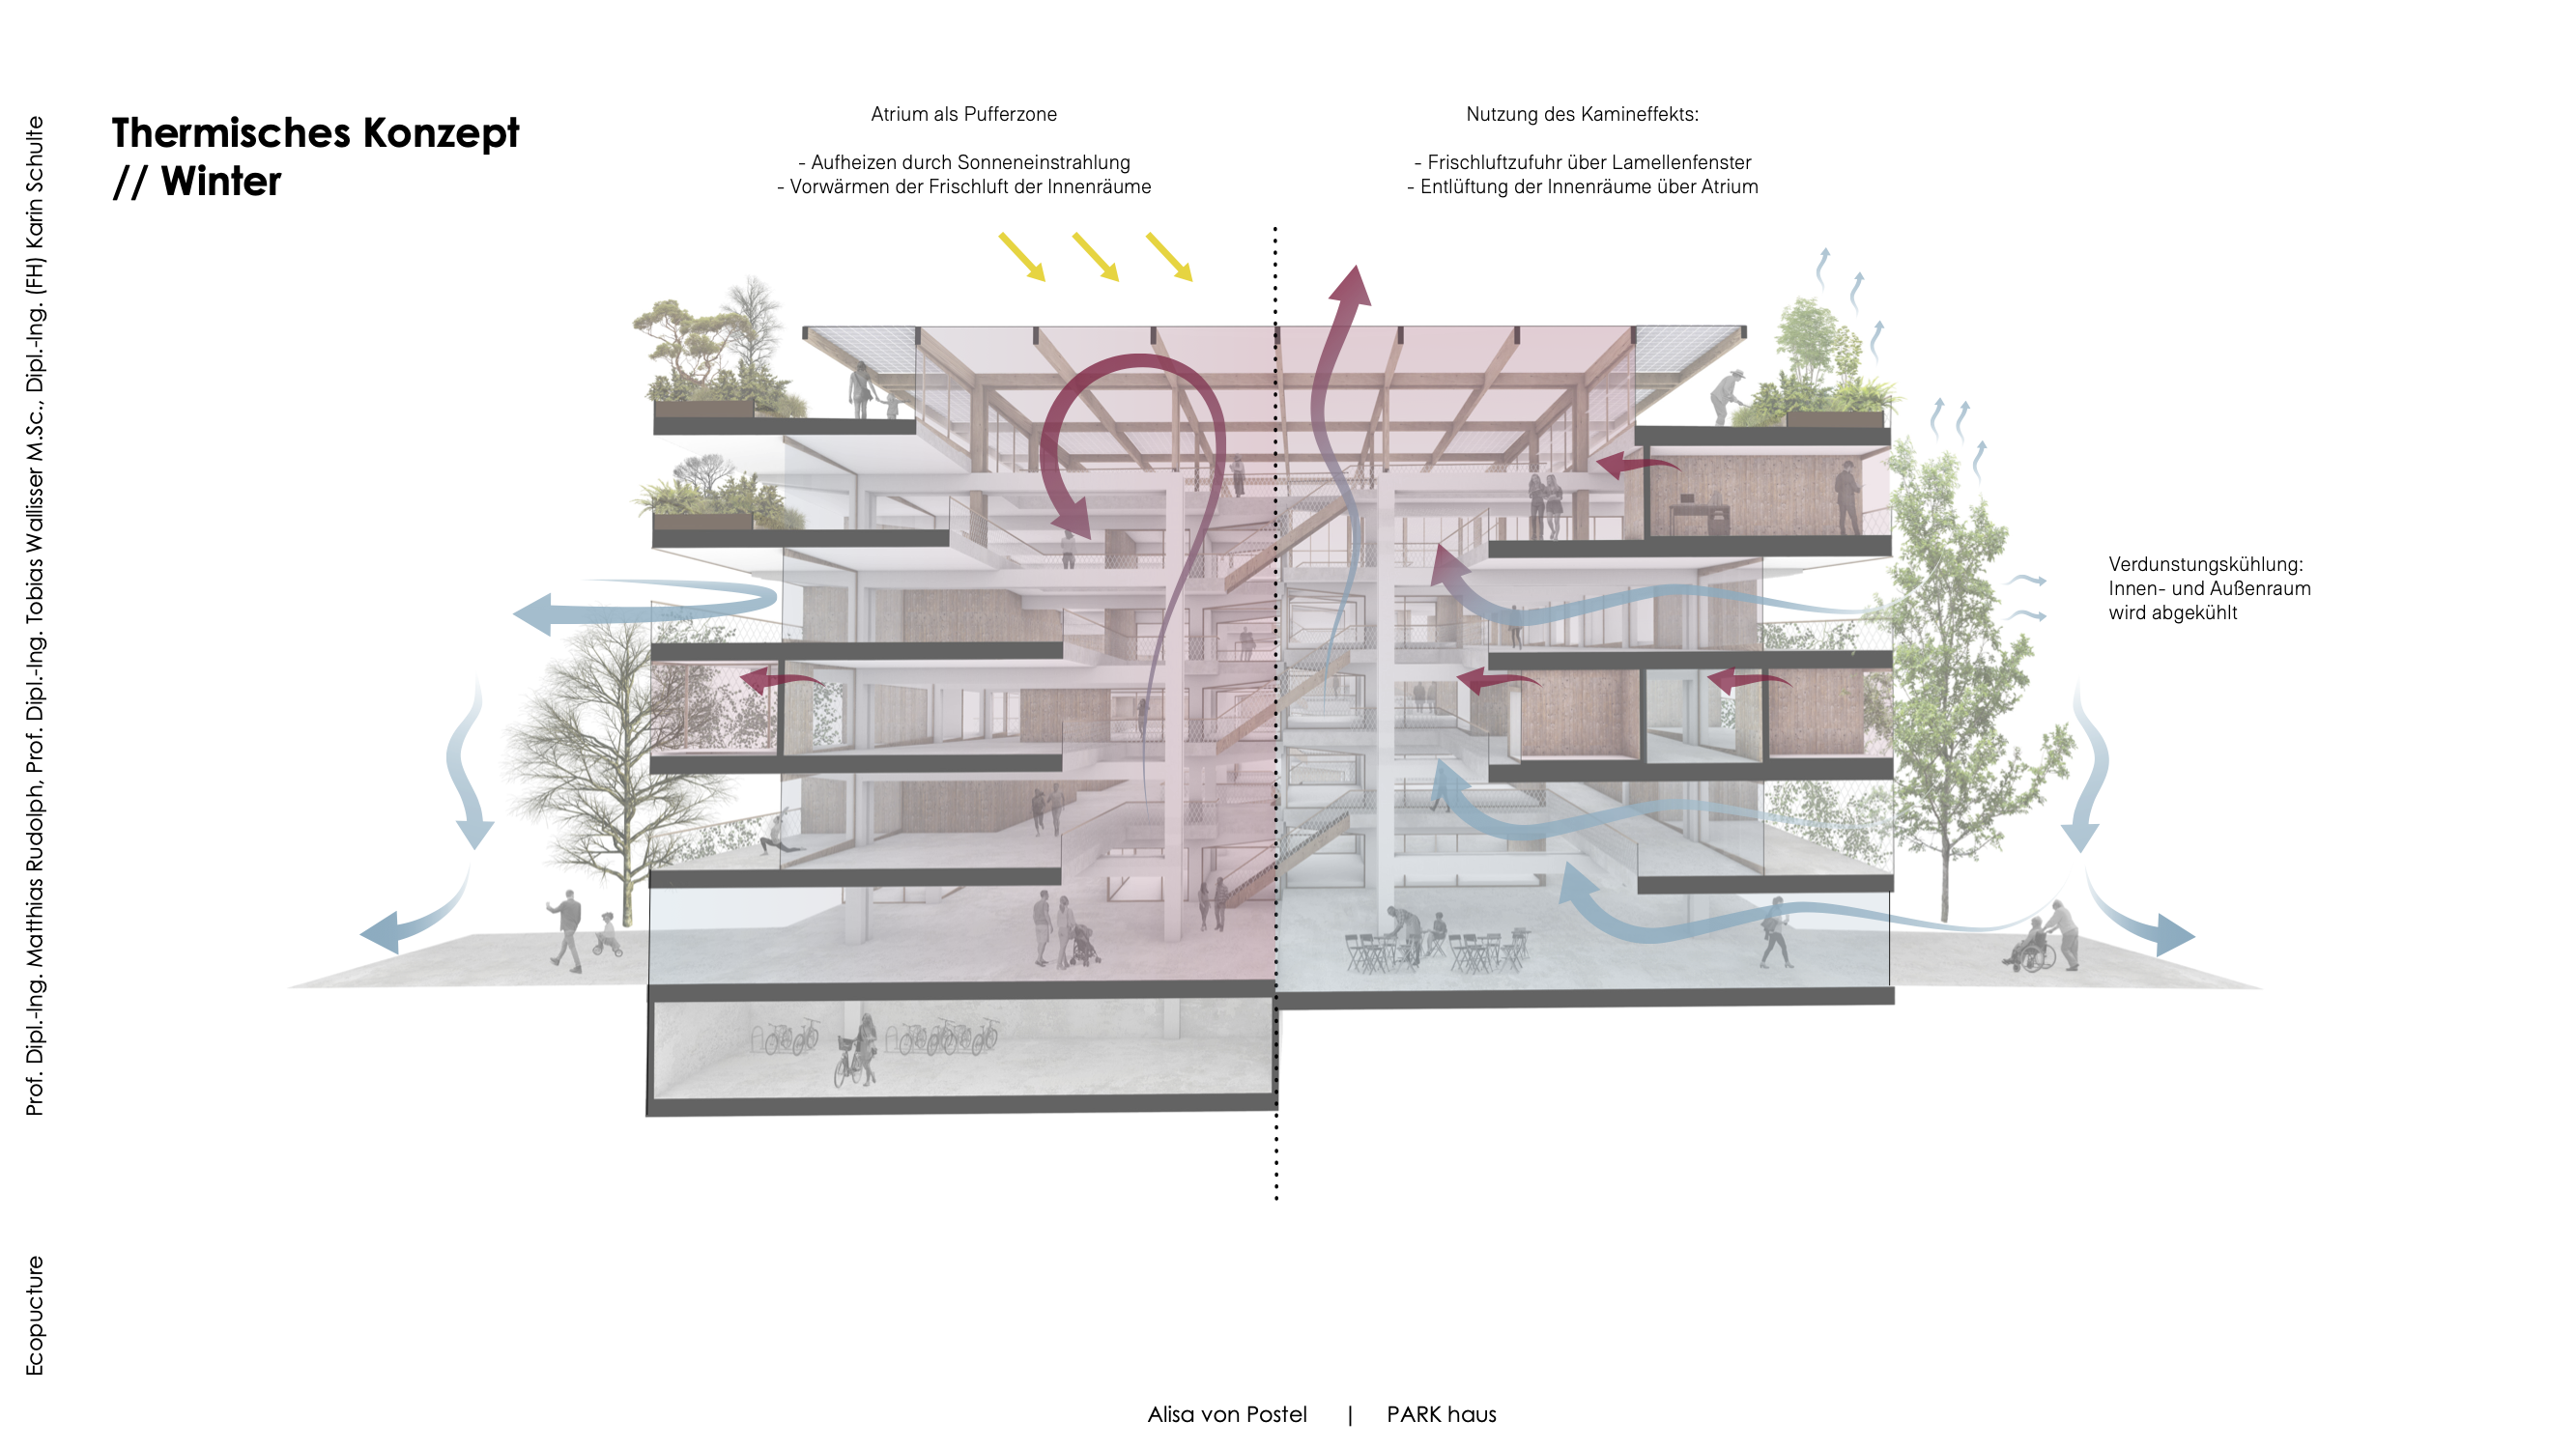 Thermisches Konzept
// Winter
Atrium als Pufferzone
- Aufheizen durch Sonneneinstrahlung
- Vorwärmen der Frischluft der Innenräume
Nutzung des Kamineffekts:
- Frischluftzufuhr über Lamellenfenster
- Entlüftung der Innenräume über Atrium
Verdunstungskühlung:
Innen- und Außenraum
wird abgekühlt
Prof. Dipl.-Ing. Matthias Rudolph, Prof. Dipl.-Ing. Tobias Wallisser M.Sc., Dipl.-Ing. (FH) Karin Schulte
Ecopucture
Alisa von Postel | PARK haus